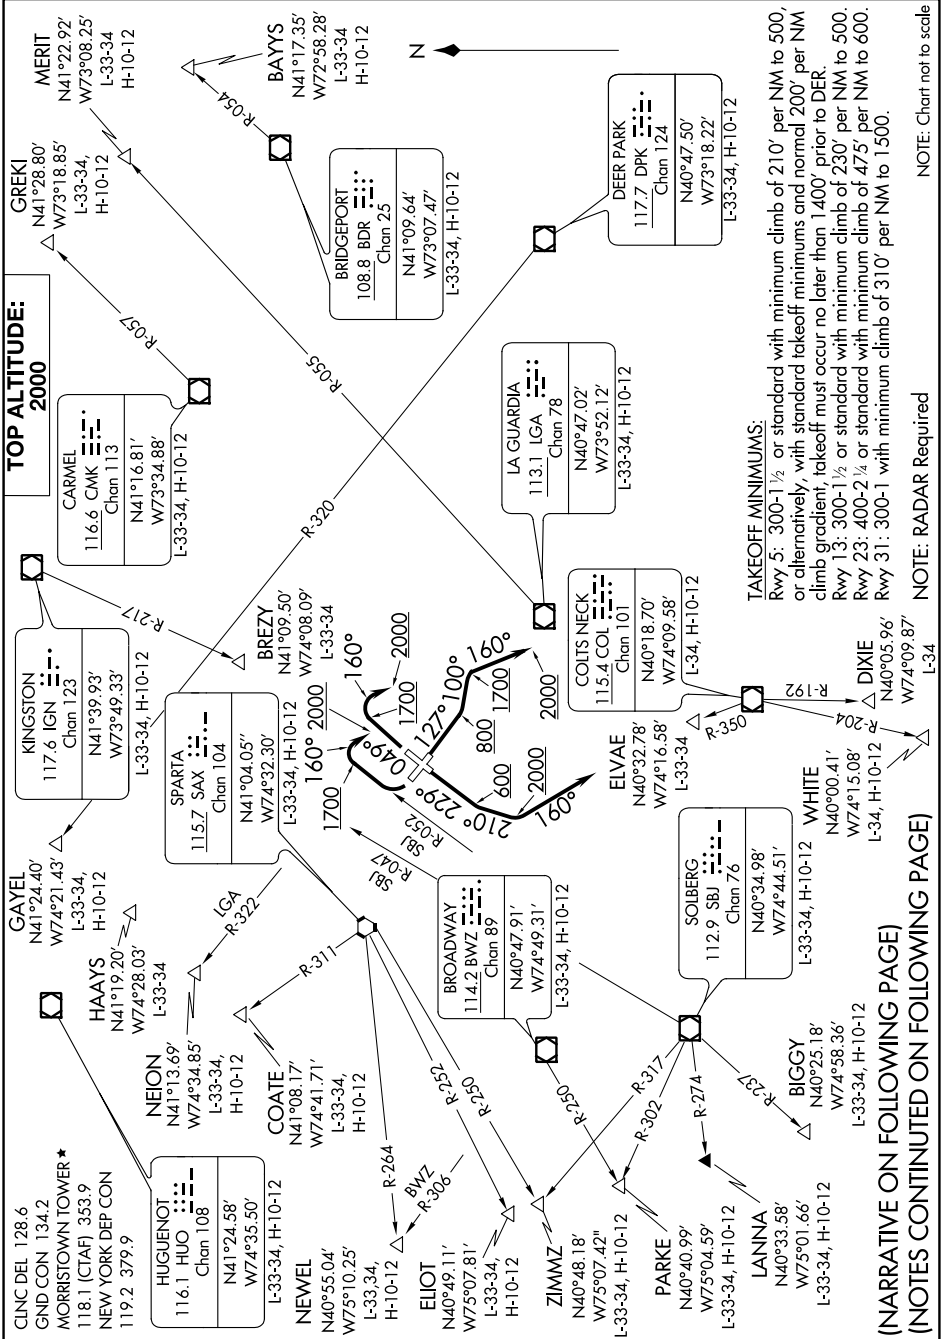 CLNC DEL 128.6
GND CON 134.2
MORRISTOWN TOWER★
118.1 (CTAF) 353.9
NEW YORK DEP CON
119.2 379.9
TOP ALTITUDE:
2000
HUGUENOT
116.1 HUO
Chan 108
N41°24.58'
W74°35.50'
L-33-34, H-10-12
HAAYS
N41°19.20'
W74°28.03'
L-33-34
GAYEL
N41°24.40'
W74°21.43'
L-33-34,
H-10-12
KINGSTON
117.6 IGN
Chan 123
N41°39.93'
W73°49.33'
L-33-34, H-10-12
R-217
CARMEL
116.6 CMK
Chan 113
N41°16.81'
W73°34.88'
L-33-34, H-10-12
R-057
GREKI
N41°28.80'
W73°18.85'
L-33-34,
H-10-12
MERIT
N41°22.92'
W73°08.25'
L-33-34
H-10-12
R-055
BAYYS
N41°17.35'
W72°58.28'
L-33-34
H-10-12
R-054
BRIDGEPORT
108.8 BDR
Chan 25
N41°09.64'
W73°07.47'
L-33-34, H-10-12
N
NEION
N41°13.69'
W74°34.85'
L-33-34,
H-10-12
LGA
R-322
COATE
N41°08.17'
W74°41.71'
L-33-34,
H-10-12
R-311
SPARTA
115.7 SAX
Chan 104
N41°04.05"
W74°32.30'
L-33-34, H-10-12
BREZY
N41°09.50'
W74°08.09'
L-33-34
R-320
DEER PARK
117.7 DPK
Chan 124
N40°47.50'
W73°18.22'
L-33-34, H-10-12
LA GUARDIA
113.1 LGA
Chan 78
N40°47.02'
W73°52.12'
L-33-34, H-10-12
NEWEL
N40°55.04'
W75°10.25'
L-33,34,
H-10-12
R-264
BWZ
R-306
R-252
R-250
ELIOT
N40°49.11'
W75°07.81'
L-33-34,
H-10-12
ZIMMZ
N40°48.18'
W75°07.42"
L-33-34, H-10-12
BROADWAY
114.2 BWZ
Chan 89
N40°47.91'
W74°49.31'
L-33-34, H-10-12
R-250
R-317
SBJ
R-047
SBJ
R-052
1700
160°
2000
049°
160°
1700
2000
127°
100°
800
1700
160°
2000
229°
600
210°
2000
160°
PARKE
N40°40.99'
W75°04.59'
L-33-34, H-10-12
R-302
R-274
LANNA
N40°33.58'
W75°01.66'
L-33-34, H-10-12
R-237
BIGGY
N40°25.18'
W74°58.36'
L-33-34, H-10-12
SOLBERG
112.9 SBJ
Chan 76
N40°34.98'
W74°44.51'
L-33-34, H-10-12
ELVAE
N40°32.78'
W74°16.58'
L-33-34
R-350
COLTS NECK
115.4 COL
Chan 101
N40°18.70'
W74°09.58'
L-34, H-10-12
R-192
R-204
WHITE
N40°00.41'
W74°15.08'
L-34, H-10-12
DIXIE
N40°05.96'
W74°09.87'
L-34
TAKEOFF MINIMUMS:
Rwy 5: 300-1 ½ or standard with minimum climb of 210' per NM to 500,
or alternatively, with standard takeoff minimums and normal 200' per NM
climb gradient, takeoff must occur no later than 1400' prior to DER.
Rwy 13: 300-1½ or standard with minimum climb of 230' per NM to 500.
Rwy 23: 400-2 ¼ or standard with minimum climb of 475' per NM to 600.
Rwy 31: 300-1 with minimum climb of 310' per NM to 1500.
NOTE: RADAR Required
NOTE: Chart not to scale
(NARRATIVE ON FOLLOWING PAGE)
(NOTES CONTINUTED ON FOLLOWING PAGE)